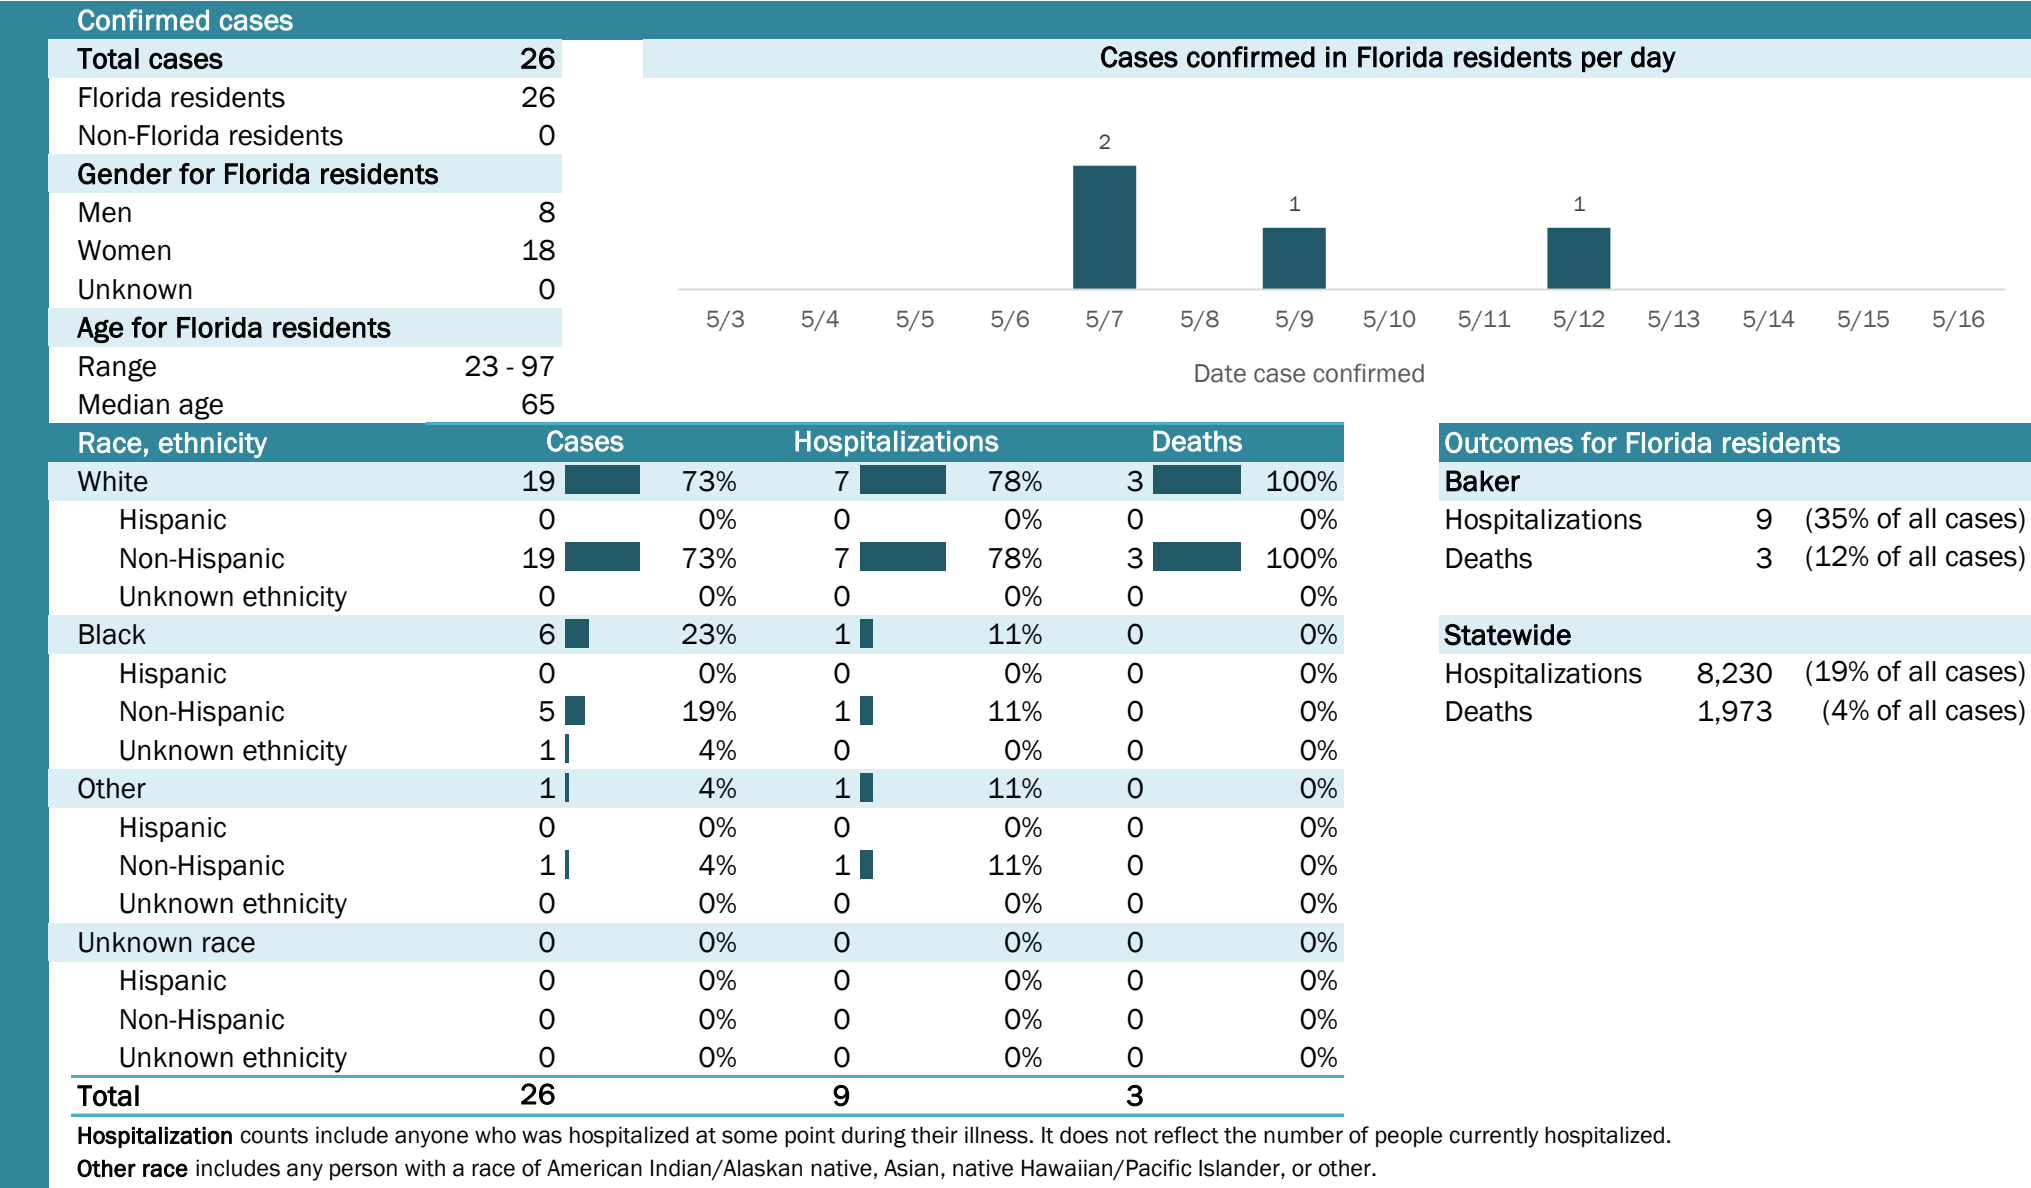 Confirmed cases
Total cases 26
Florida residents 26
Non-Florida residents 0
Gender for Florida residents
Men 8
Women 18
Unknown 0
Age for Florida residents
Range 23 - 97
Median age 65
Cases confirmed in Florida residents per day
2
1 1
5/3 5/4 5/5 5/6 5/7 5/8 5/9 5/10 5/11 5/12 5/13 5/14 5/15 5/16
Date case confirmed
Race, ethnicity Cases Hospitalizations Deaths
White 19 73% 7 78% 3 100%
Hispanic 0 0% 0 0% 0 0%
Non-Hispanic 19 73% 7 78% 3 100%
Unknown ethnicity 0 0% 0 0% 0 0%
Black 6 23% 1 11% 0 0%
Hispanic 0 0% 0 0% 0 0%
Non-Hispanic 5 19% 1 11% 0 0%
Unknown ethnicity 1 4% 0 0% 0 0%
Other 1 4% 1 11% 0 0%
Hispanic 0 0% 0 0% 0 0%
Non-Hispanic 1 4% 1 11% 0 0%
Unknown ethnicity 0 0% 0 0% 0 0%
Unknown race 0 0% 0 0% 0 0%
Hispanic 0 0% 0 0% 0 0%
Non-Hispanic 0 0% 0 0% 0 0%
Unknown ethnicity 0 0% 0 0% 0 0%
Total 26 9 3
Outcomes for Florida residents
Baker
Hospitalizations 9 (35% of all cases)
Deaths 3 (12% of all cases)
Statewide
Hospitalizations 8,230 (19% of all cases)
Deaths 1,973 (4% of all cases)
Hospitalization counts include anyone who was hospitalized at some point during their illness. It does not reflect the number of people currently hospitalized.
Other race includes any person with a race of American Indian/Alaskan native, Asian, native Hawaiian/Pacific Islander, or other.